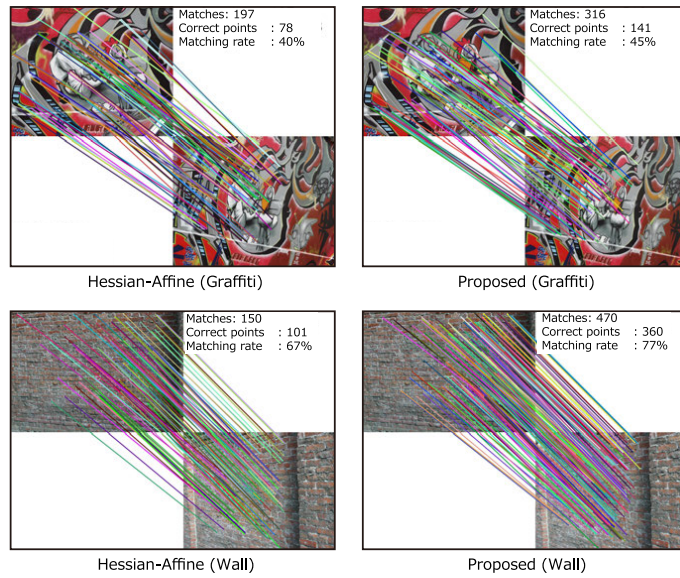 Matches: 197
Correct points : 78
Matching rate : 40%
Hessian-Affine (Graffiti)
Matches: 316
Correct points : 141
Matching rate : 45%
Proposed (Graffiti)
Matches: 150
Correct points : 101
Matching rate : 67%
Hessian-Affine (Wall)
Matches: 470
Correct points : 360
Matching rate : 77%
Proposed (Wall)